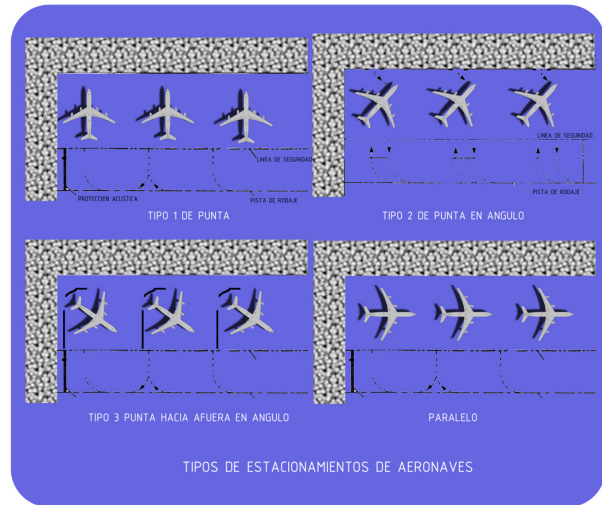 LINEA DE SEGURIDAD
PROTECCION ACUSTICA
PISTA DE RODAJE
TIPO 1 DE PUNTA
LINEA DE SEGURIDAD
PISTA DE RODAJE
TIPO 2 DE PUNTA EN ANGULO
TIPO 3 PUNTA HACIA AFUERA EN ANGULO
PARALELO
TIPOS DE ESTACIONAMIENTOS DE AERONAVES